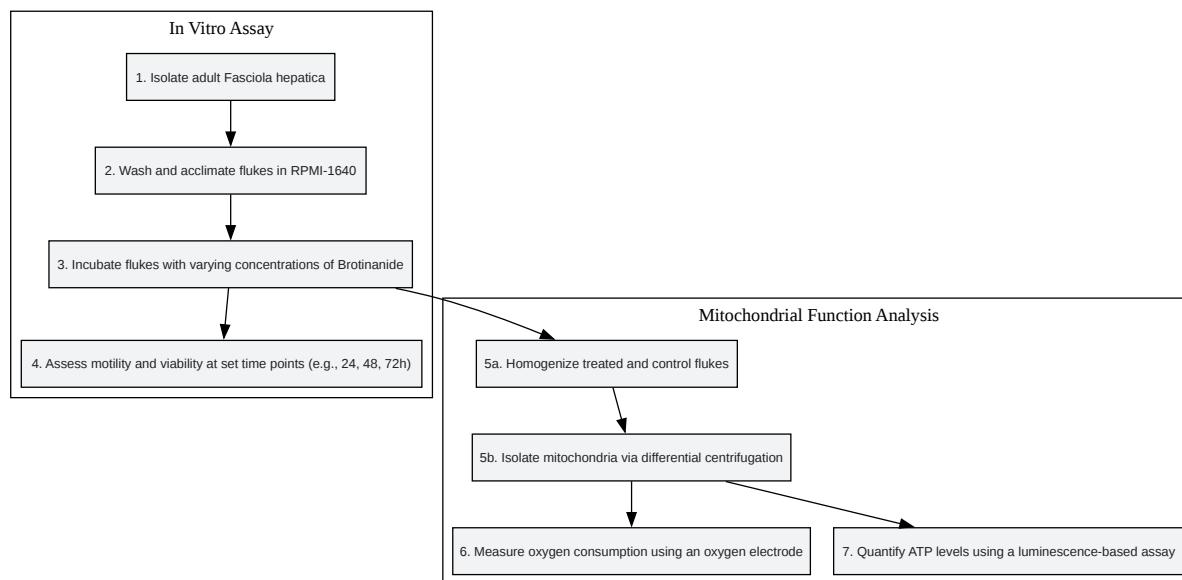 In Vitro Assay
1. Isolate adult Fasciola hepatica
2. Wash and acclimate flukes in RPMI-1640
3. Incubate flukes with varying concentrations of Brotinanide
4. Assess motility and viability at set time points (e.g., 24, 48, 72h)
Mitochondrial Function Analysis
5a. Homogenize treated and control flukes
5b. Isolate mitochondria via differential centrifugation
6. Measure oxygen consumption using an oxygen electrode
7. Quantify ATP levels using a luminescence-based assay